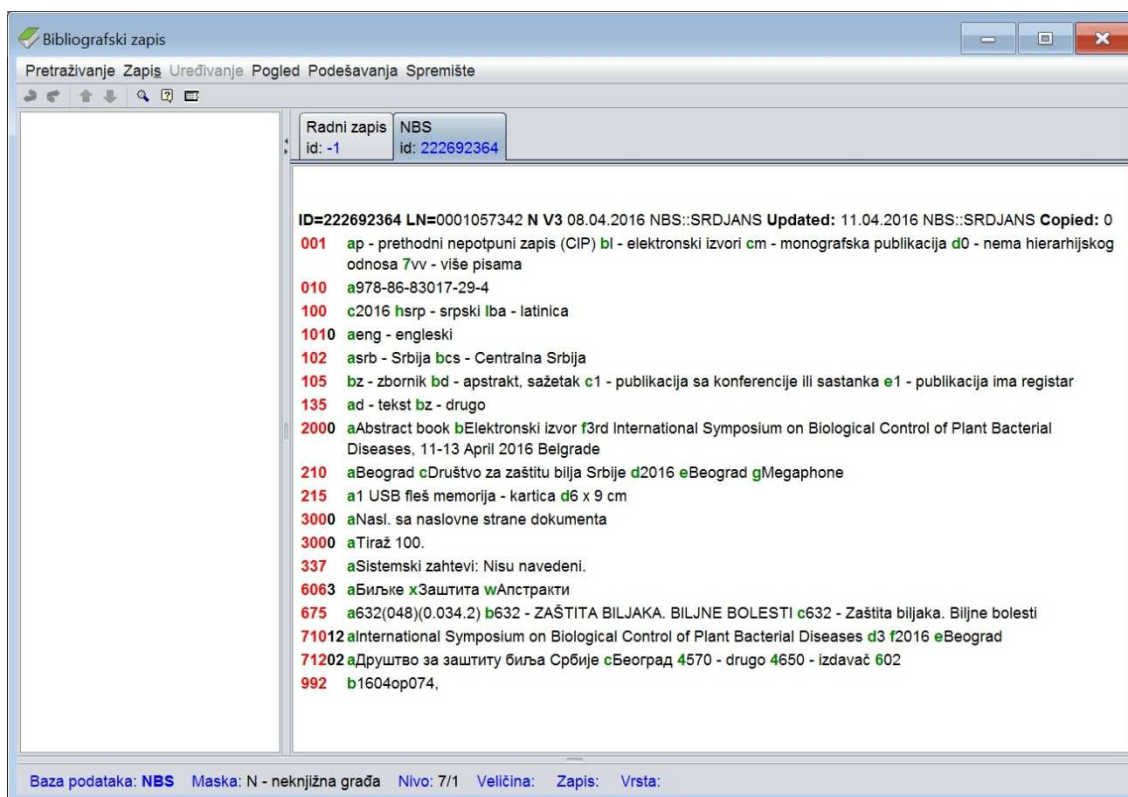 Bibliografski zapis
Pretraživanje Zapis Uređivanje Pogled Podešavanja Spremište
Radni zapis NBS
id: -1 id: 222692364
ID=222692364 LN=0001057342 N V3 08.04.2016 NBS::SRDJANS Updated: 11.04.2016 NBS::SRDJANS Copied: 0
001 ap - prethodni nepotpuni zapis (CIP) bl - elektronski izvori cm - monografska publikacija d0 - nema hierarhijskog
odnosa 7vv - više pisama
010 a978-86-83017-29-4
100 c2016 hsrp - srpski lba - latinica
1010 aeng - engleski
102 asrb - Srbija bcs - Centralna Srbija
105 bz - zbornik bd - apstrakt, sažetak c1 - publikacija sa konferencije ili sastanka e1 - publikacija ima registar
135 ad - tekst bz - drugo
2000 aAbstract book bElektronski izvor f3rd International Symposium on Biological Control of Plant Bacterial
Diseases, 11-13 April 2016 Belgrade
210 aBeograd cDruštvo za zaštitu bilja Srbije d2016 eBeograd gMegaphone
215 a1 USB fleš memorija - kartica d6 x 9 cm
3000 aNasl. sa naslovne strane dokumenta
3000 aTiraž 100.
337 aSistemski zahtevi: Nisu navedeni.
6063 aБиљке xЗаштита wАпстракти
675 a632(048)(0.034.2) b632 - ZAŠTITA BILJAKA. BILJNE BOLESTI c632 - Zaštita biljaka. Biljne bolesti
71012 aInternational Symposium on Biological Control of Plant Bacterial Diseases d3 f2016 eBeograd
71202 aДруштво за заштиту биља Србије cБеоград 4570 - drugo 4650 - izdavač 602
992 b1604op074,
Baza podataka: NBS Maska: N - neknjižna građa Nivo: 7/1 Veličina: Zapis: Vrsta: